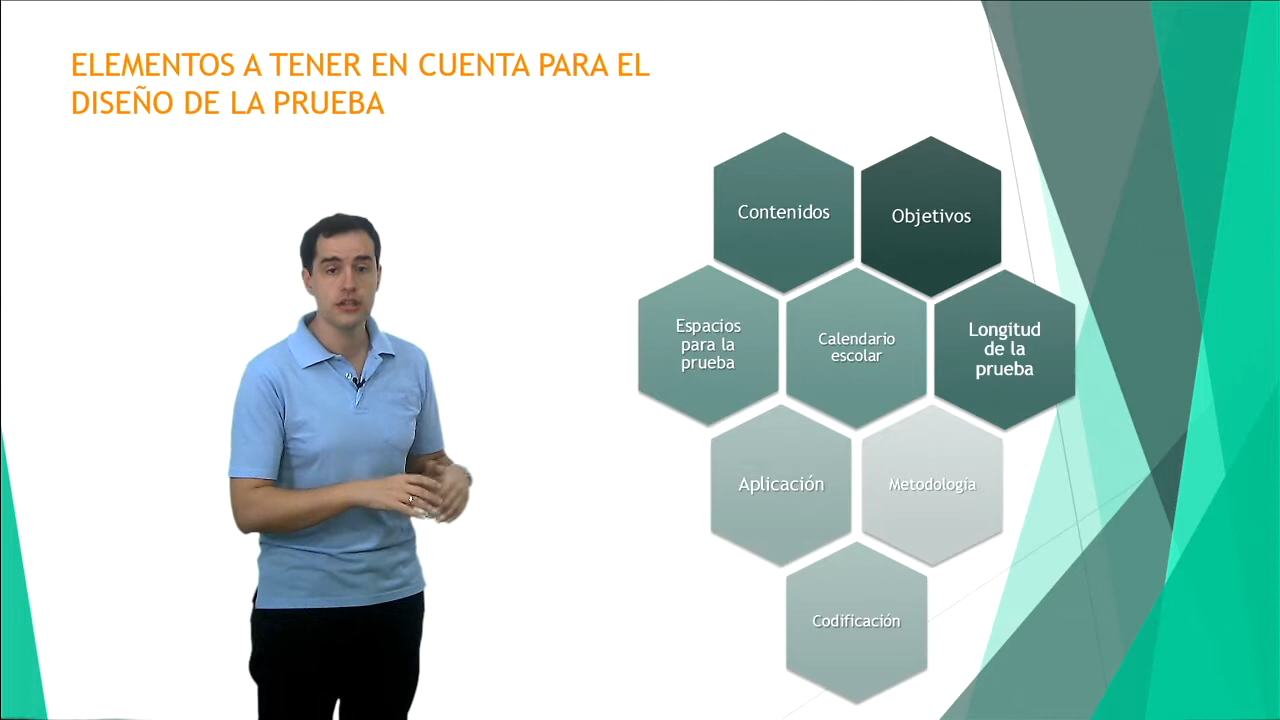 ELEMENTOS A TENER EN CUENTA PARA EL
DISEÑO DE LA PRUEBA
Contenidos
Objetivos
Espacios
para la
prueba
Calendario
escolar
Longitud
de la
prueba
Aplicación
Metodología
Codificación